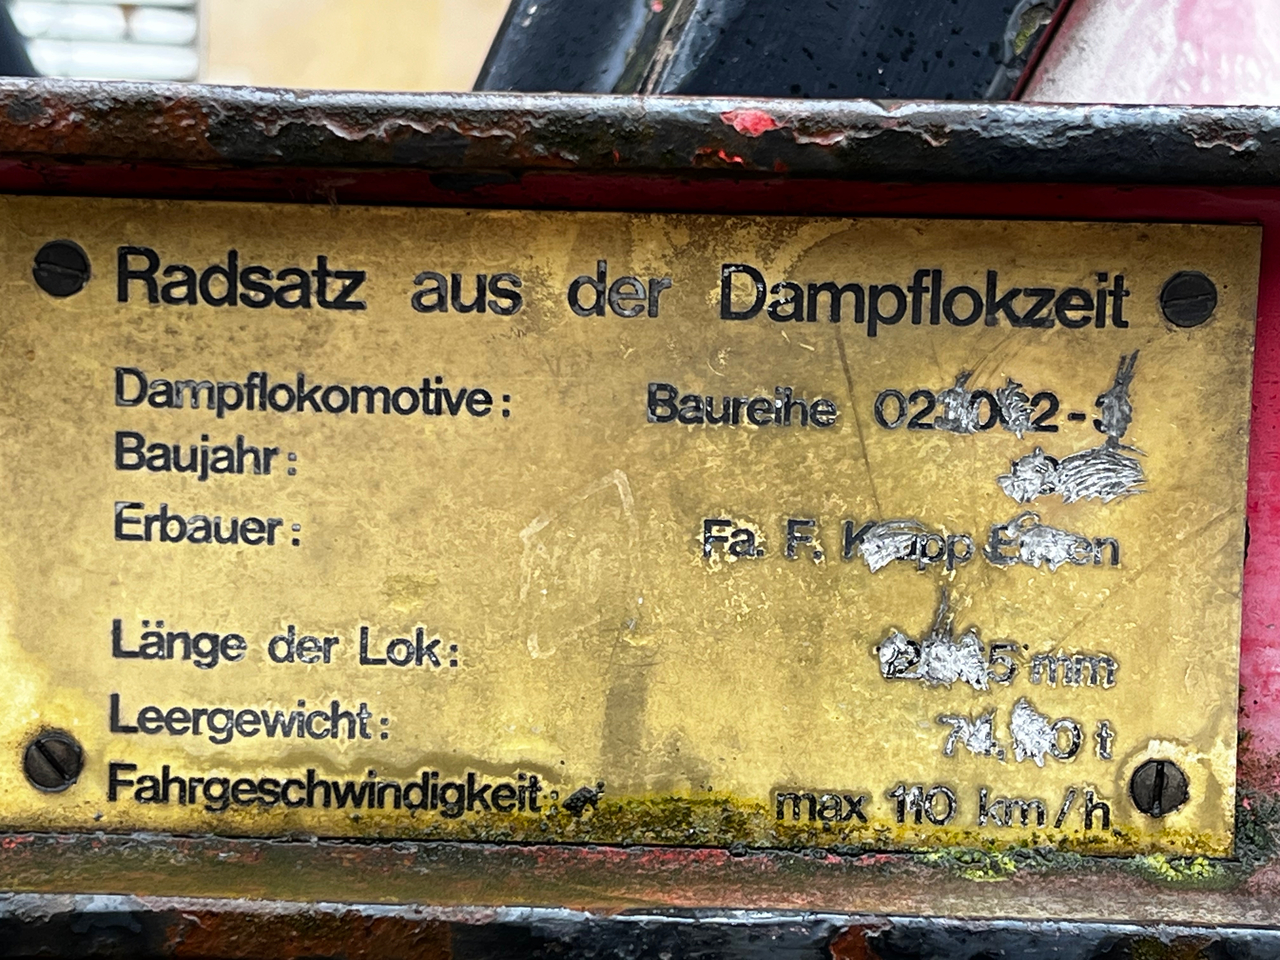 Radsatz aus der Dampflokzeit
Dampflokomotive: Baureihe
Baujahr:
Erbauer: Fa. F.
Länge der Lok: mm
Leergewicht: t
Fahrgeschwindigkeit: max 110 km/h